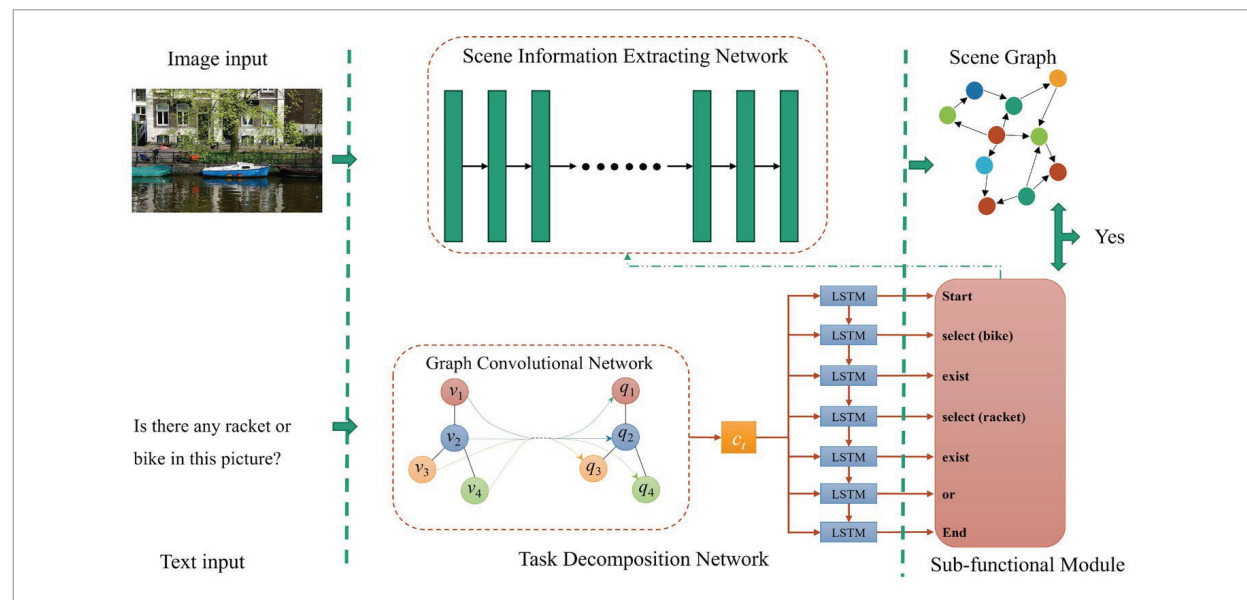 Image input
Scene Information Extracting Network
Scene Graph
Yes
Is there any racket or
bike in this picture?
Text input
Graph Convolutional Network
v1
v2
v3
v4
q1
q2
q3
q4
ct
LSTM
LSTM
LSTM
LSTM
LSTM
LSTM
LSTM
Start
select (bike)
exist
select (racket)
exist
or
End
Task Decomposition Network
Sub-functional Module